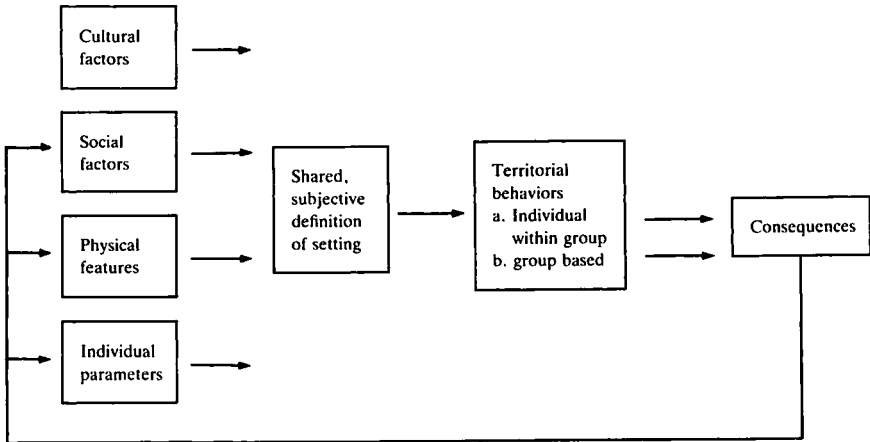 Cultural
factors
Social
factors
Physical
features
Individual
parameters
Shared,
subjective
definition
of setting
Territorial
behaviors
a. Individual
within group
b. group based
Consequences